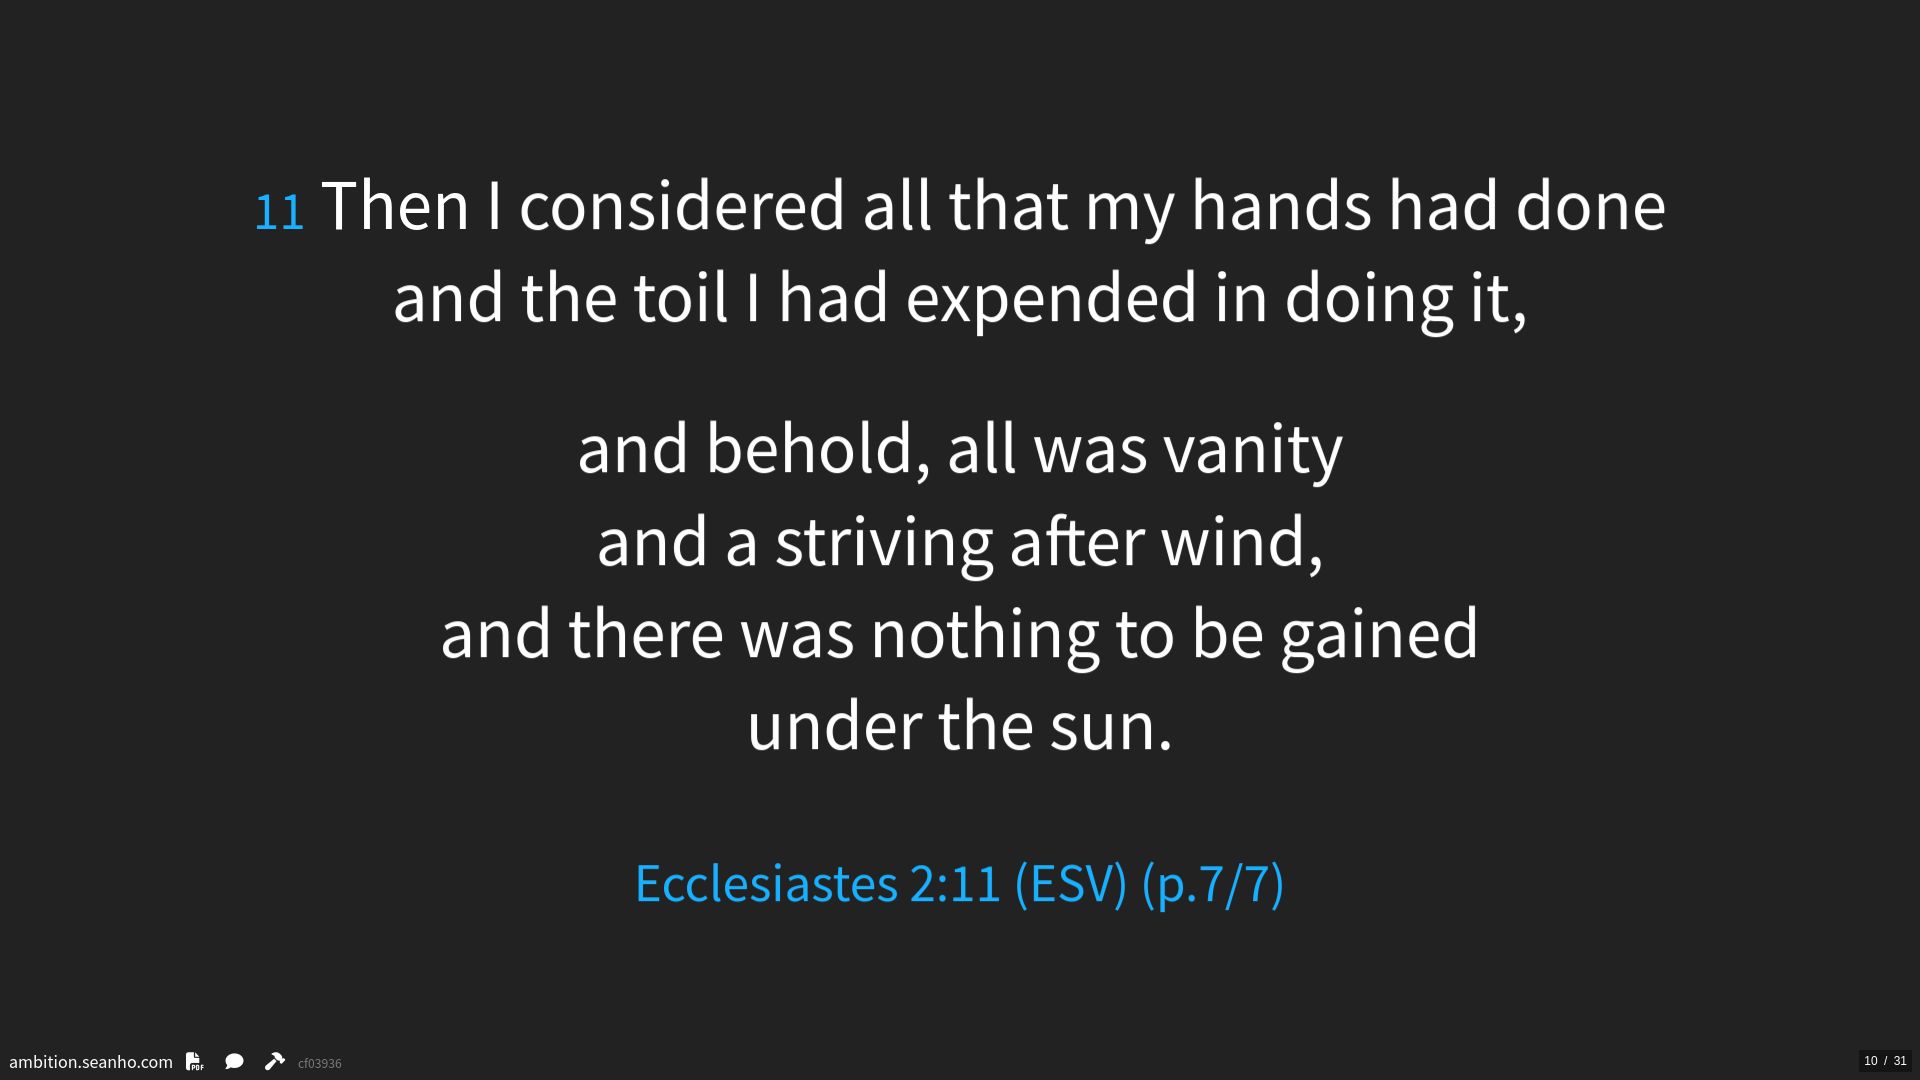 11 Then I considered all that my hands had done
and the toil I had expended in doing it,
and behold, all was vanity
and a striving after wind,
and there was nothing to be gained
under the sun.
Ecclesiastes 2:11 (ESV) (p.7/7)
ambition.seanho.com PDF cf03936
10 / 31